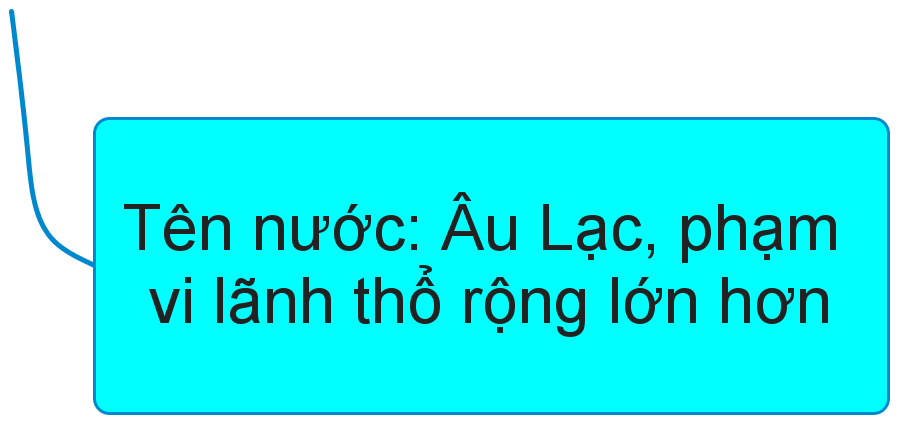 Tên nước: Âu Lạc, phạm
vi lãnh thổ rộng lớn hơn